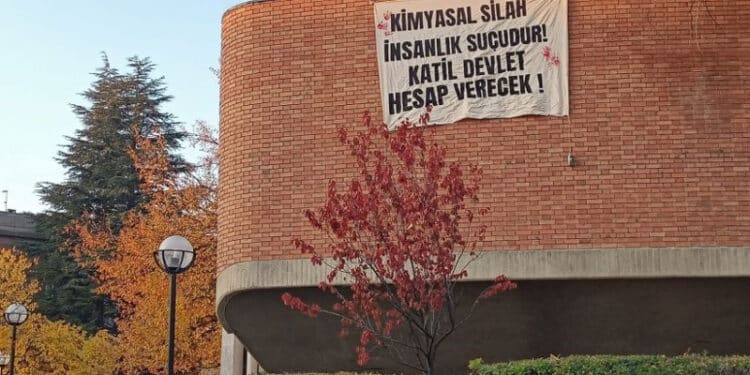 KİMYASAL SİLAH
İNSANLIK SUÇUDUR!
KATİL DEVLET
HESAP VERECEK !